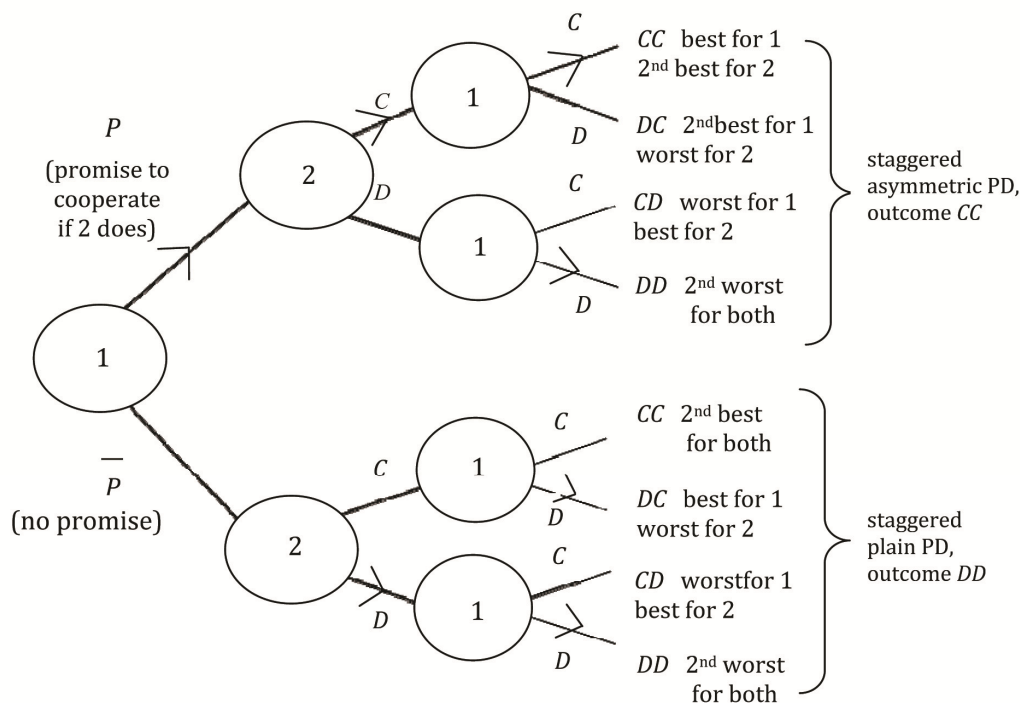 P
(promise to
cooperate
if 2 does)
1
P̅
(no promise)
2
C
D
1
C
D
1
C
D
CC best for 1
2nd best for 2
DC 2ndbest for 1
worst for 2
CD worst for 1
best for 2
DD 2nd worst
for both
staggered
asymmetric PD,
outcome CC
2
C
D
1
C
D
1
C
D
CC 2nd best
for both
DC best for 1
worst for 2
CD worstfor 1
best for 2
DD 2nd worst
for both
staggered
plain PD,
outcome DD